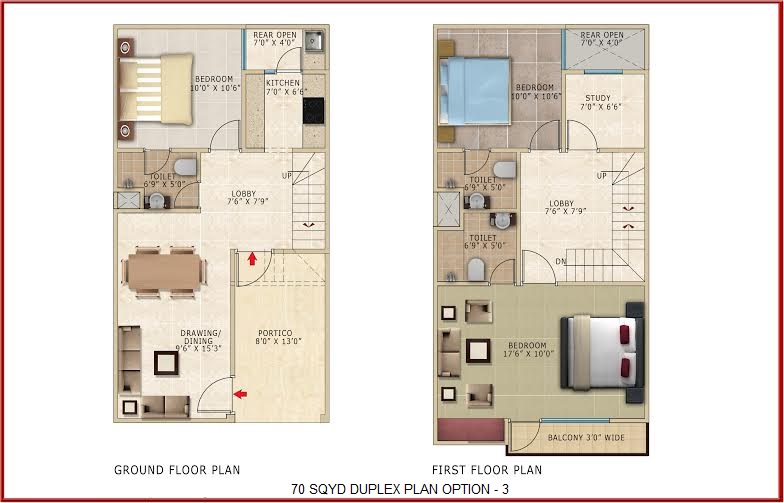 REAR OPEN
7'0" X 4'0"
BEDROOM
10'0" X 10'6"
KITCHEN
7'0" X 6'6"
TOILET
6'9" X 5'0"
UP
LOBBY
7'6" X 7'9"
DRAWING/
DINING
9'6" X 15'3"
PORTICO
8'0" X 13'0"
GROUND FLOOR PLAN
REAR OPEN
7'0" X 4'0"
BEDROOM
10'0" X 10'6"
STUDY
7'0" X 6'6"
TOILET
6'9" X 5'0"
UP
LOBBY
7'6" X 7'9"
TOILET
6'9" X 5'0"
DN
BEDROOM
17'6" X 10'0"
BALCONY 3'0" WIDE
FIRST FLOOR PLAN
70 SQYD DUPLEX PLAN OPTION - 3